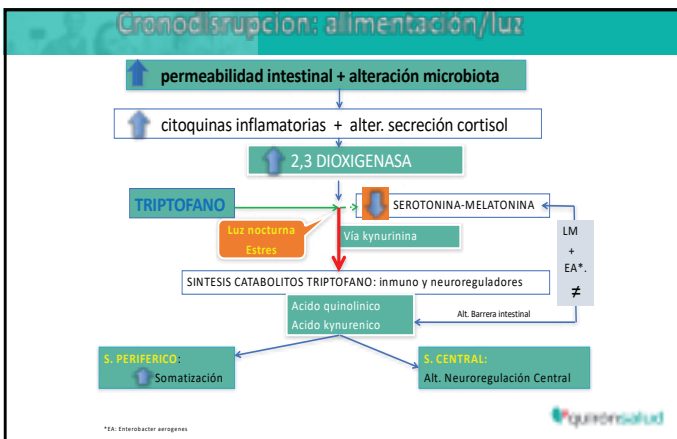 Cronodisrupcion: alimentación/luz
permeabilidad intestinal + alteración microbiota
citoquinas inflamatorias + alter. secreción cortisol
2,3 DIOXIGENASA
TRIPTOFANO
SEROTONINA-MELATONINA
Luz nocturna
Estres
Vía kynurinina
LM
+
EA*.
≠
SINTESIS CATABOLITOS TRIPTOFANO: inmuno y neuroreguladores
Acido quinolinico
Acido kynurenico
Alt. Barrera intestinal
S. PERIFERICO:
Somatización
S. CENTRAL:
Alt. Neuroregulación Central
*EA: Enterobacter aerogenes
quirónsalud